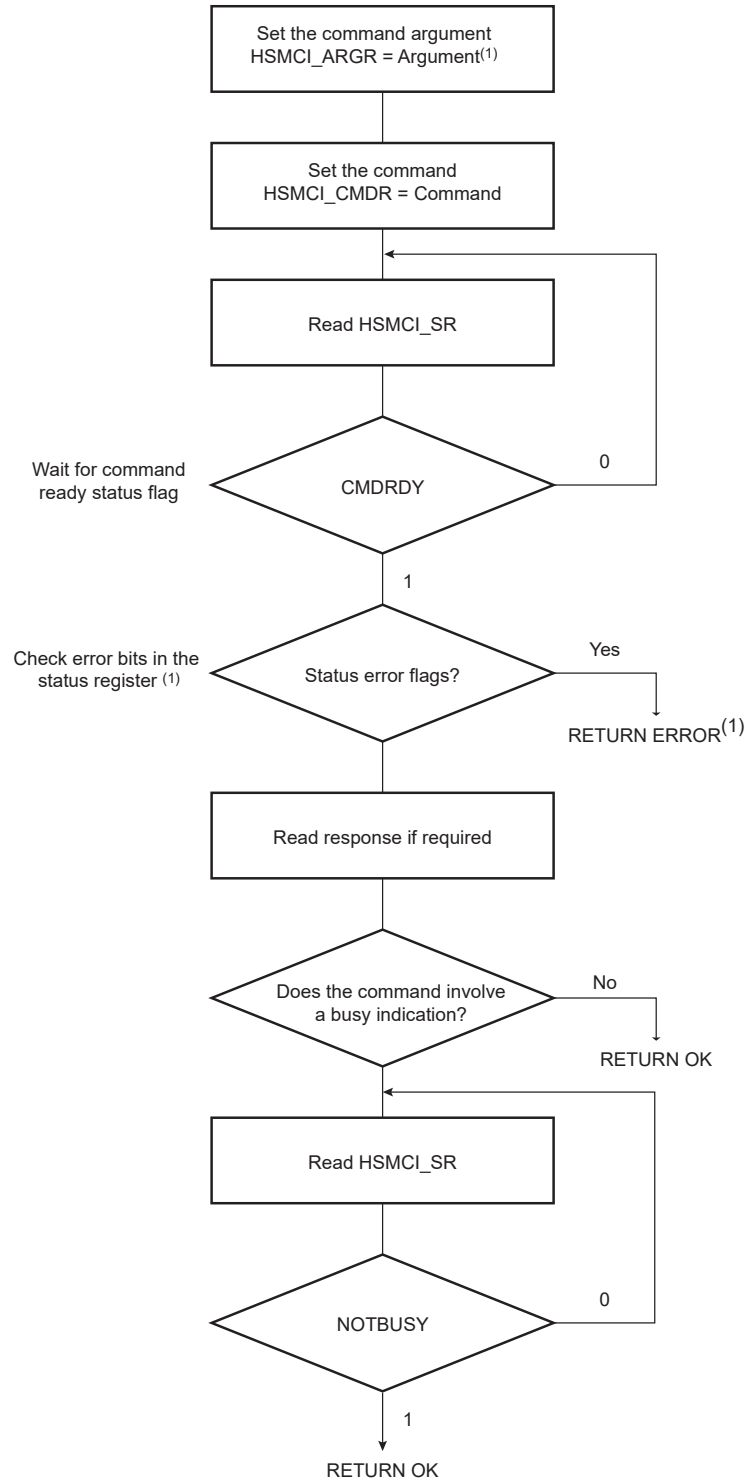 Set the command argument
HSMCI_ARGR = Argument(1)
Set the command
HSMCI_CMDR = Command
Read HSMCI_SR
Wait for command
ready status flag
CMDRDY
0
1
Check error bits in the
status register (1)
Status error flags?
Yes
RETURN ERROR(1)
Read response if required
Does the command involve
a busy indication?
No
RETURN OK
Read HSMCI_SR
NOTBUSY
0
1
RETURN OK